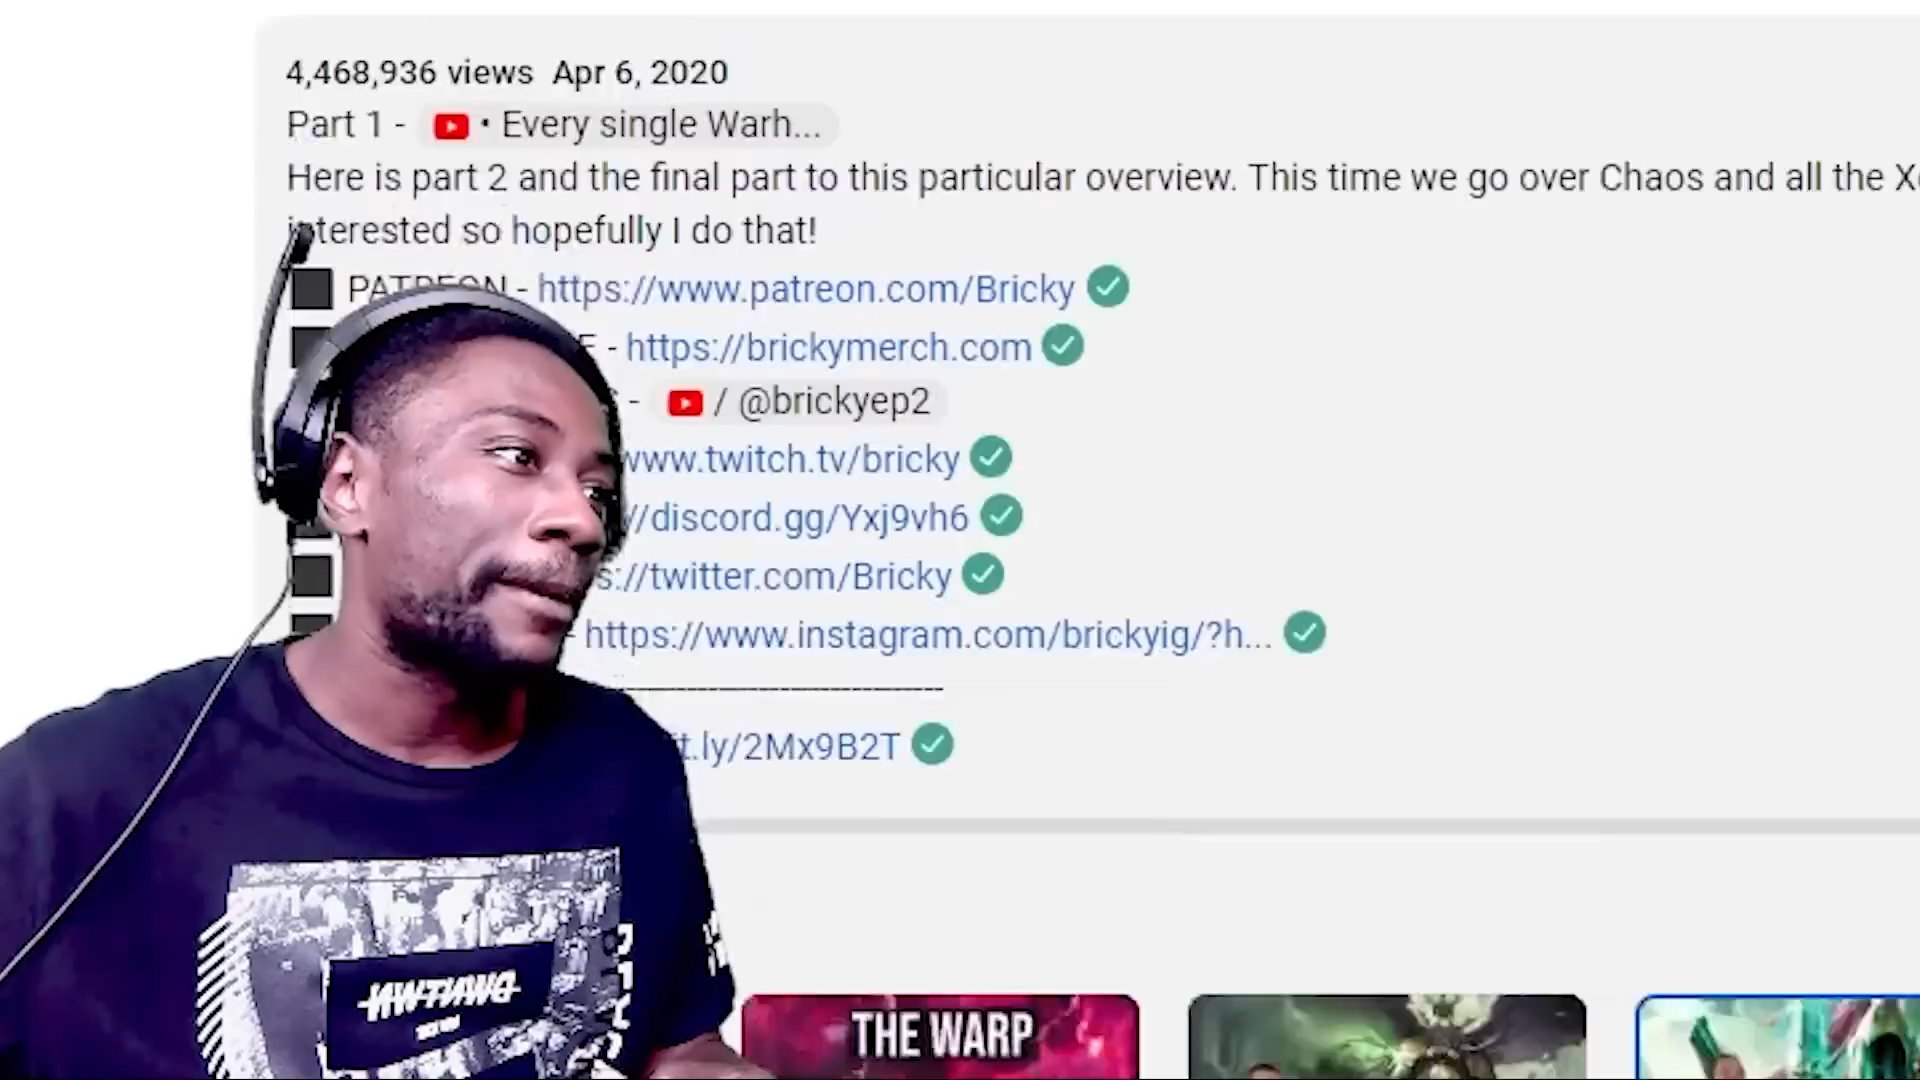 4,468,936 views Apr 6, 2020
Part 1 - • Every single Warh...
Here is part 2 and the final part to this particular overview. This time we go over Chaos and all the
interested so hopefully I do that!
PATREON - https://www.patreon.com/Bricky
- https://brickymerch.com
- / @brickyep2
www.twitch.tv/bricky
//discord.gg/Yxj9vh6
s://twitter.com/Bricky
- https://www.instagram.com/brickyig/?h...
t.ly/2Mx9B2T
THE WARP